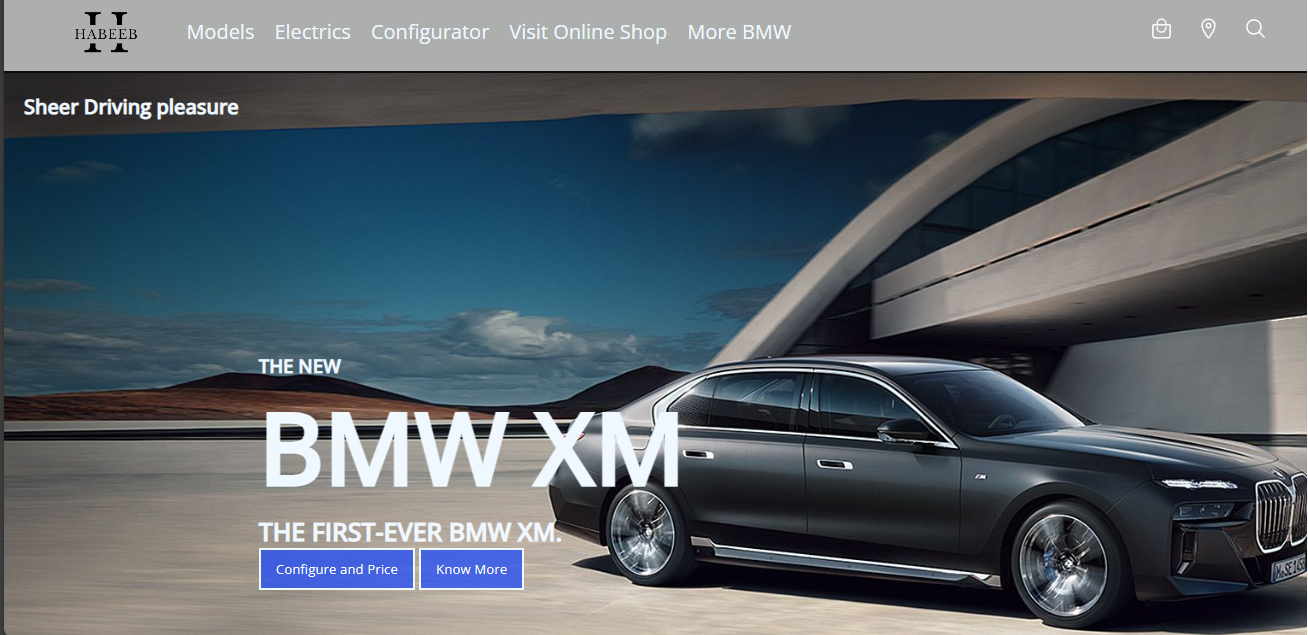 HABEEB
Models Electrics Configurator Visit Online Shop More BMW
Sheer Driving pleasure
THE NEW
BMW XM
THE FIRST-EVER BMW XM.
Configure and Price Know More